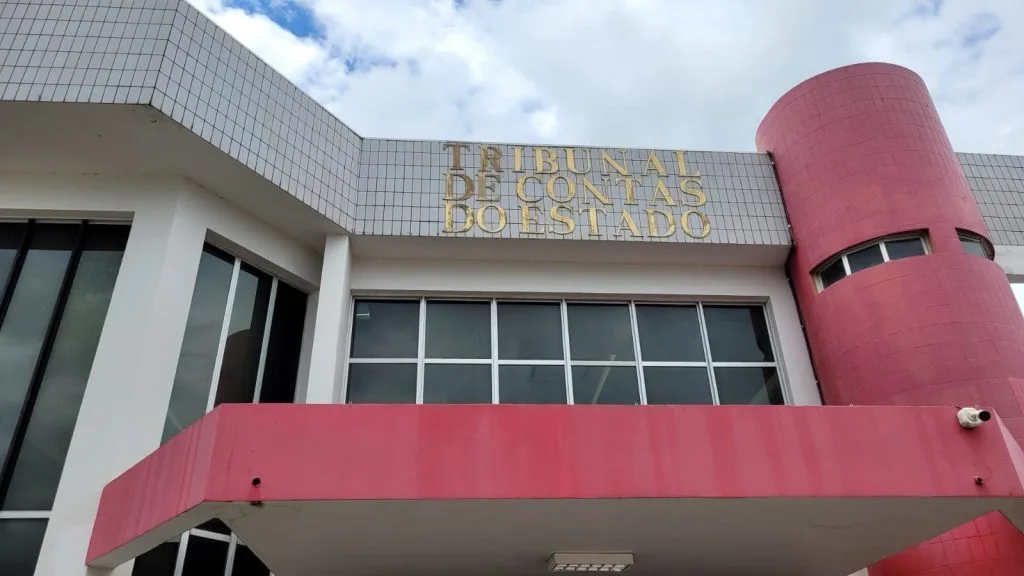 TRIBUNAL
DE CONTAS
DO ESTADO